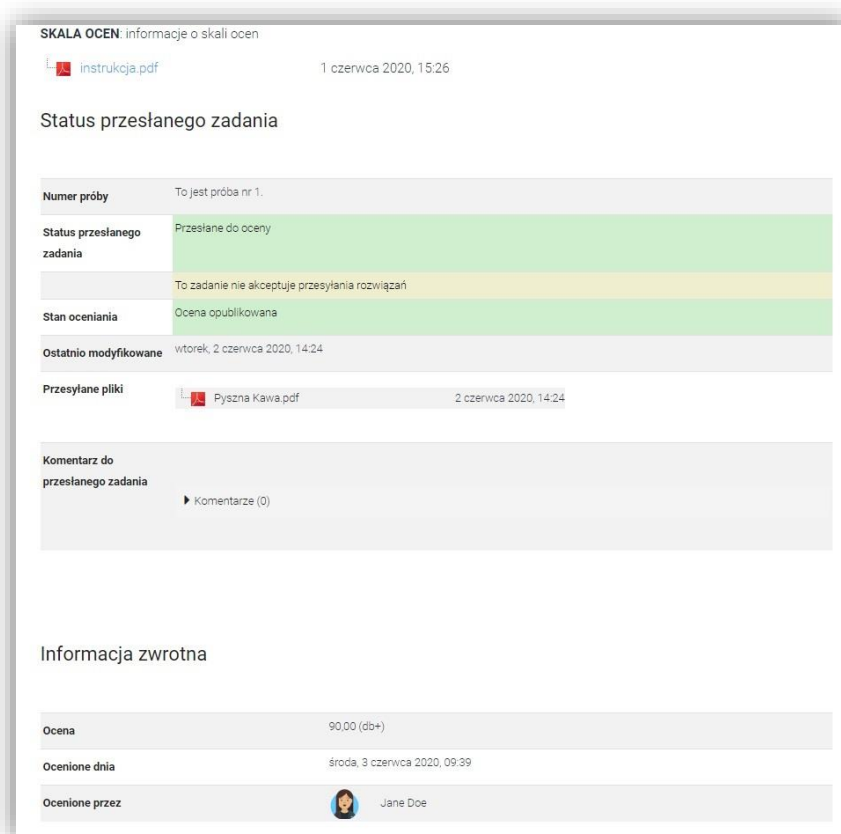 SKALA OCEN: informacje o skali ocen
instrukcja.pdf 1 czerwca 2020, 15:26
Status przesłanego zadania
Numer próby To jest próba nr 1.
Status przesłanego zadania Przesłane do oceny
To zadanie nie akceptuje przesyłania rozwiązań
Stan oceniania Ocena opublikowana
Ostatnio modyfikowane wtorek, 2 czerwca 2020, 14:24
Przesyłane pliki Pyszna Kawa.pdf 2 czerwca 2020, 14:24
Komentarz do
przesłanego zadania
Komentarze (0)
Informacja zwrotna
Ocena 90,00 (db+)
Ocenione dnia środa, 3 czerwca 2020, 09:39
Ocenione przez Jane Doe